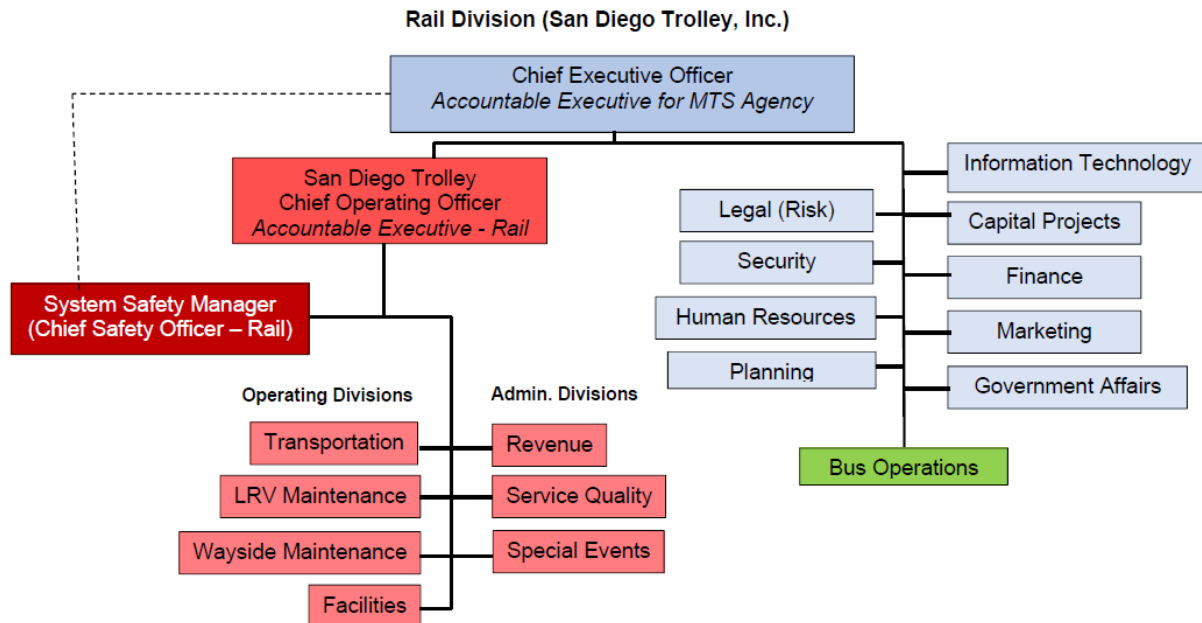 Rail Division (San Diego Trolley, Inc.)
Chief Executive Officer
Accountable Executive for MTS Agency
San Diego Trolley
Chief Operating Officer
Accountable Executive - Rail
System Safety Manager
(Chief Safety Officer – Rail)
Operating Divisions
Transportation
LRV Maintenance
Wayside Maintenance
Facilities
Admin. Divisions
Revenue
Service Quality
Special Events
Legal (Risk)
Security
Human Resources
Planning
Information Technology
Capital Projects
Finance
Marketing
Government Affairs
Bus Operations